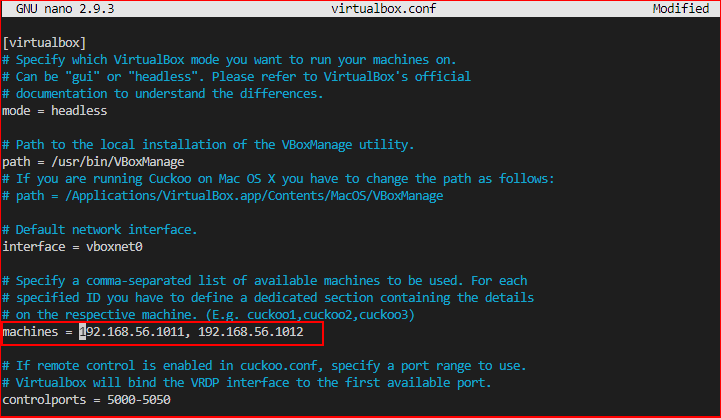 GNU nano 2.9.3 virtualbox.conf Modified
[virtualbox]
# Specify which VirtualBox mode you want to run your machines on.
# Can be "gui" or "headless". Please refer to VirtualBox's official
# documentation to understand the differences.
mode = headless
# Path to the local installation of the VBoxManage utility.
path = /usr/bin/VBoxManage
# If you are running Cuckoo on Mac OS X you have to change the path as follows:
# path = /Applications/VirtualBox.app/Contents/MacOS/VBoxManage
# Default network interface.
interface = vboxnet0
# Specify a comma-separated list of available machines to be used. For each
# specified ID you have to define a dedicated section containing the details
# on the respective machine. (E.g. cuckoo1,cuckoo2,cuckoo3)
machines = 192.168.56.1011, 192.168.56.1012
# If remote control is enabled in cuckoo.conf, specify a port range to use.
# Virtualbox will bind the VRDP interface to the first available port.
controlports = 5000-5050